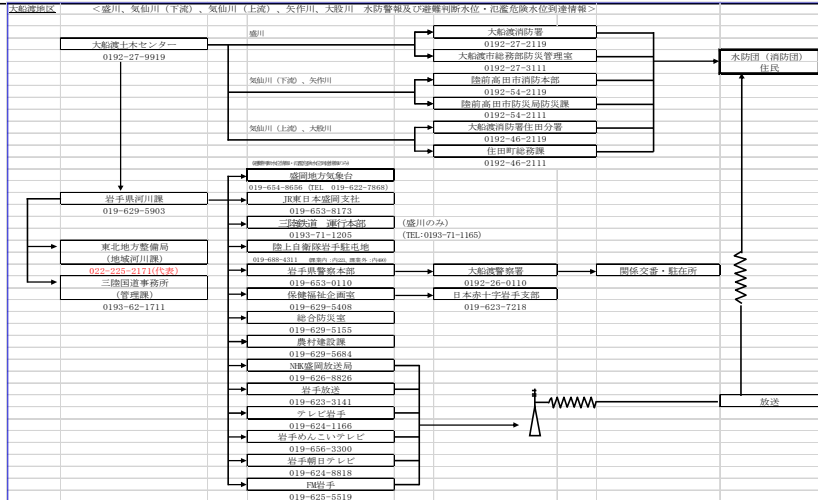 大船渡地区　＜盛川、気仙川（下流）、気仙川（上流）、矢作川、大股川　水防警報及び避難判断水位・氾濫危険水位到達情報＞
盛川
大船渡消防署
0192-27-2119
大船渡土木センター
0192-27-9919
大船渡市総務部防災管理室
0192-27-3111
水防団（消防団）
住民
気仙川（下流）、矢作川
陸前高田市消防本部
0192-54-2119
陸前高田市防災局防災課
0192-54-2111
気仙川（上流）、大股川
大船渡消防署住田分署
0192-46-2119
住田町総務課
0192-46-2111
盛岡地方気象台
019-654-8656（TEL　019-622-7868）
岩手県河川課
019-629-5903
JR東日本盛岡支社
019-653-8173
三陸鉄道　運行本部
（盛川のみ）
0193-71-1205
（TEL:0193-71-1165）
東北地方整備局
（地域河川課）
022-225-2171(代表)
陸上自衛隊岩手駐屯地
019-688-4311
三陸国道事務所
（管理課）
0193-62-1711
岩手県警察本部
019-653-0110
大船渡警察署
0192-26-0110
関係交番・駐在所
保健福祉企画室
019-629-5408
日本赤十字岩手支部
019-623-7218
総合防災室
019-629-5155
農村建設課
019-629-5684
NHK盛岡放送局
019-626-8826
岩手放送
019-623-3141
放送
テレビ岩手
019-624-1166
岩手めんこいテレビ
019-656-3300
岩手朝日テレビ
019-624-8818
FM岩手
019-625-5519